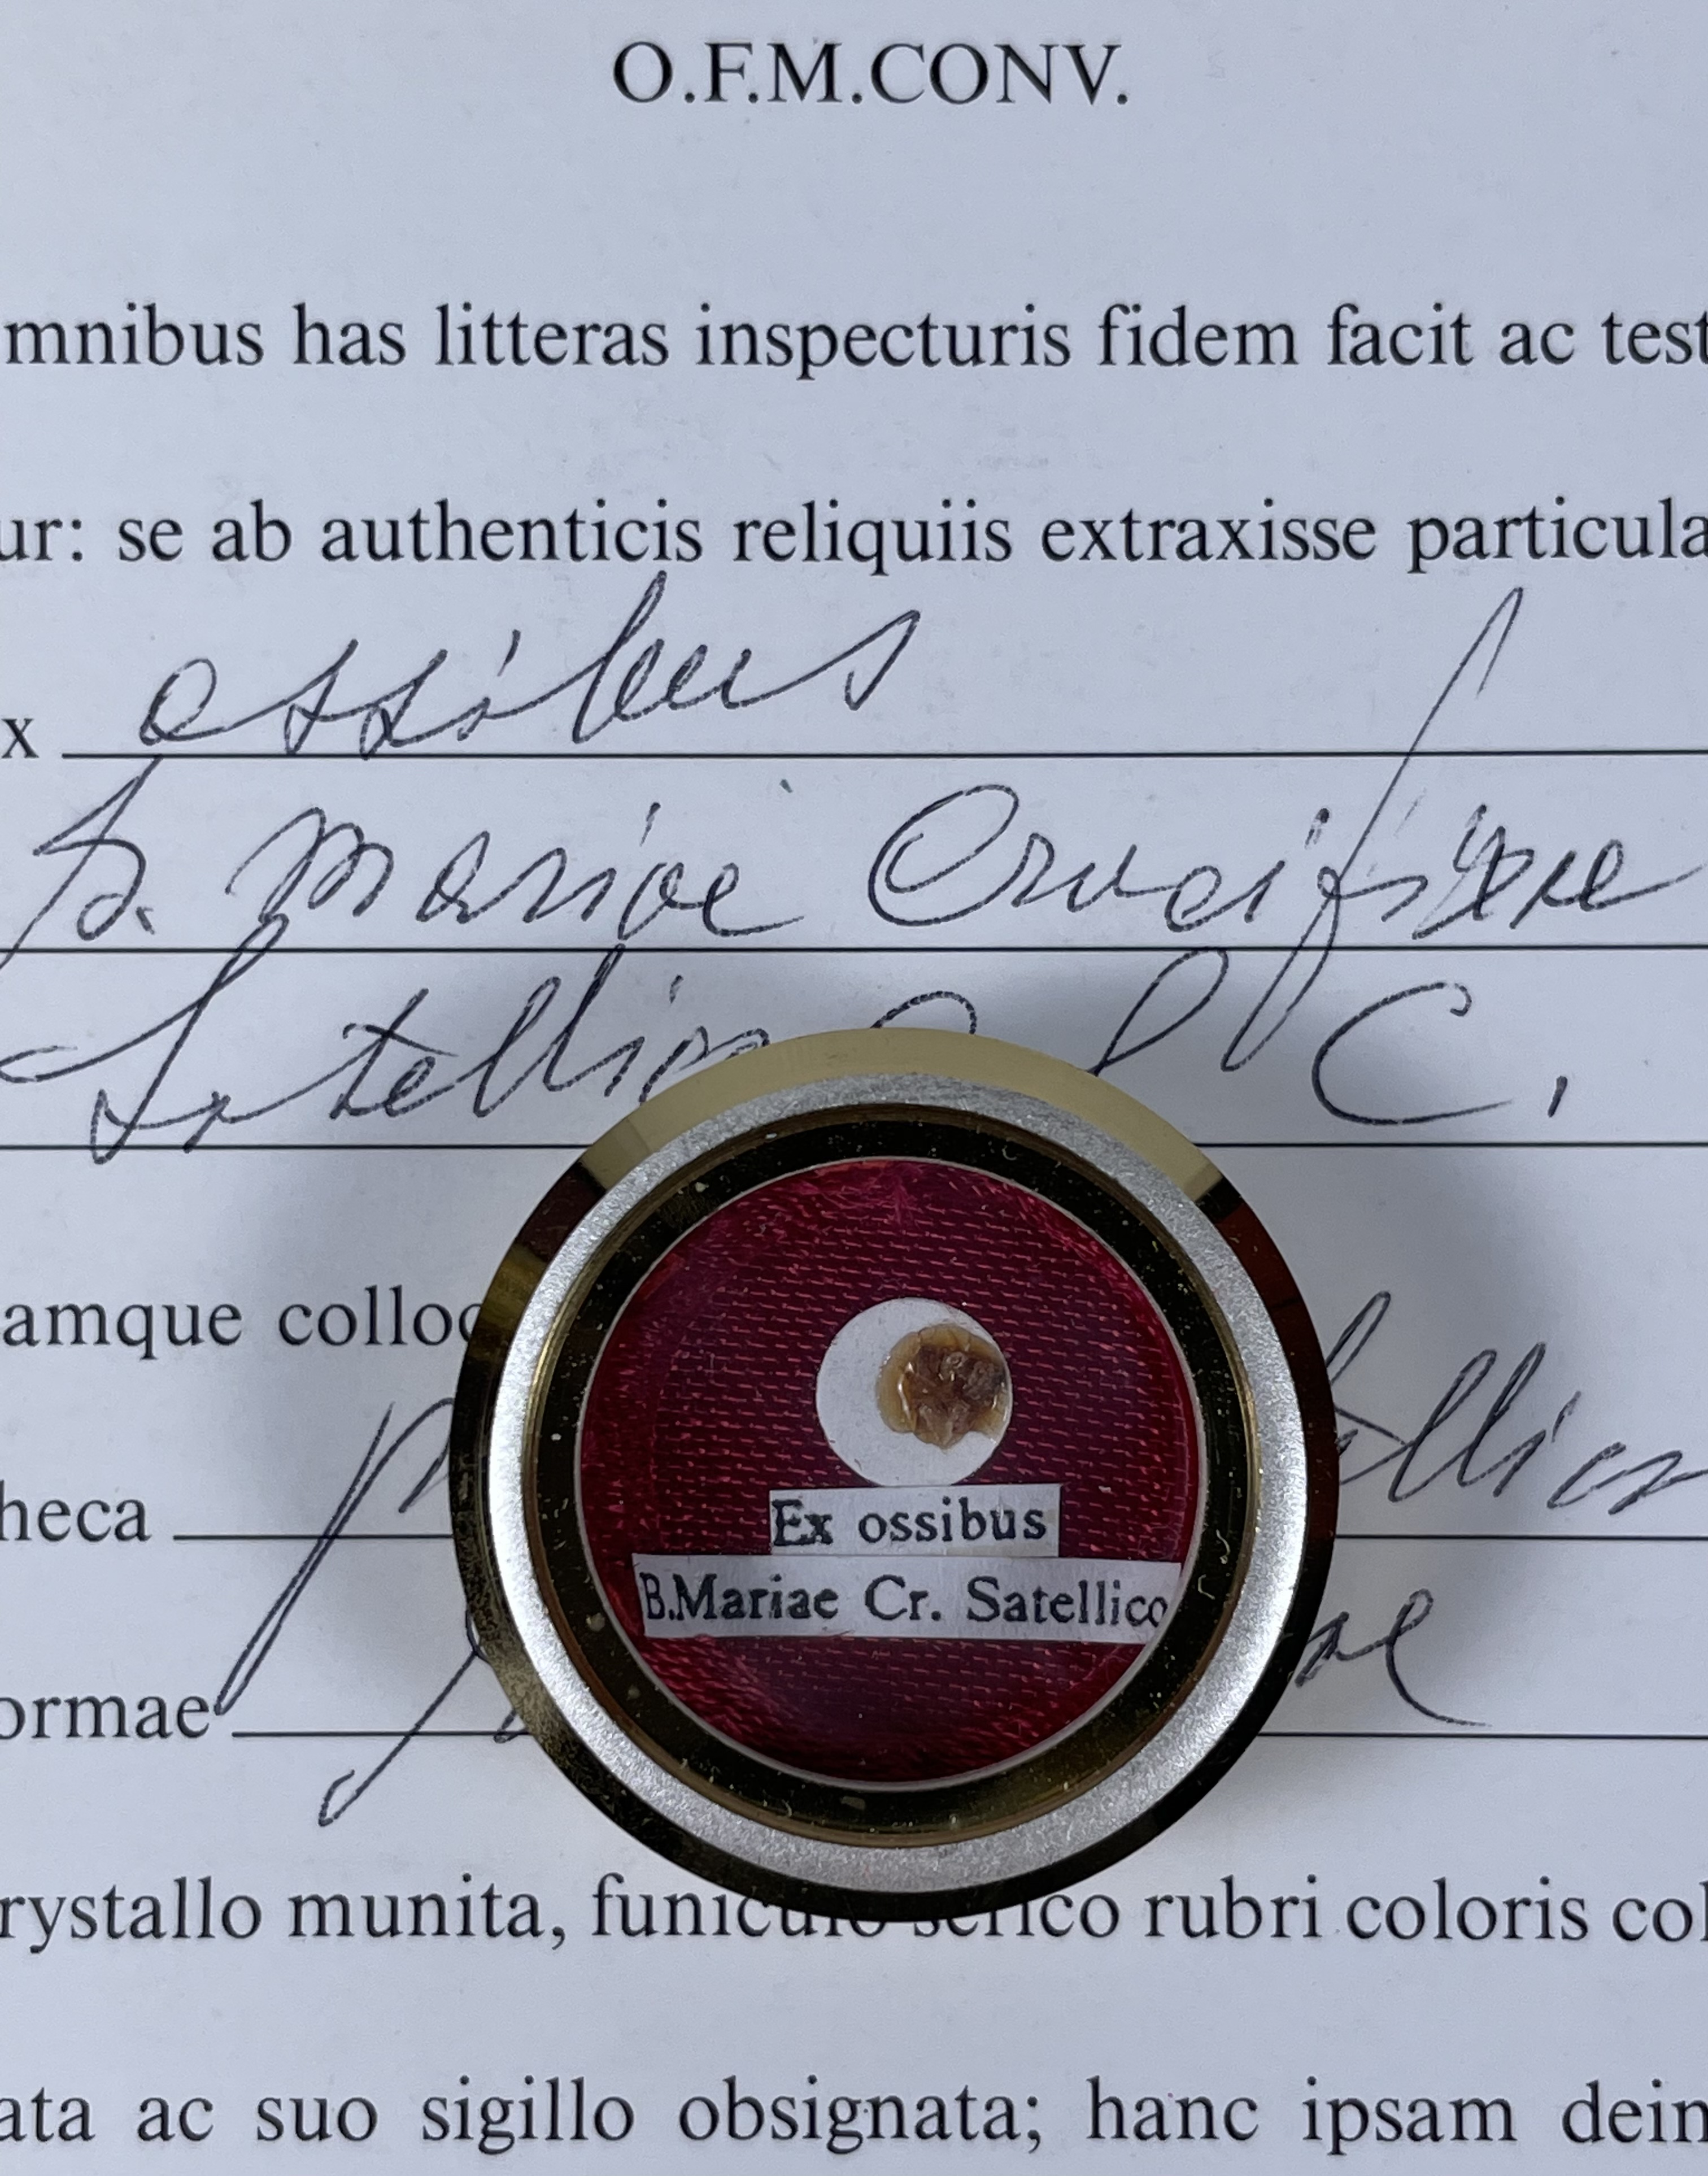 O.F.M.CONV.
mnibus has litteras inspecturis fidem facit ac test
ur: se ab authenticis reliquiis extraxisse particula
x ossibus
B. Mariae Crucifixae
Satellico C.
amque colloc
heca
ormae
Ex ossibus
B.Mariae Cr. Satellico
rystallo munita, funiculo serico rubri coloris col
ata ac suo sigillo obsignata; hanc ipsam dein